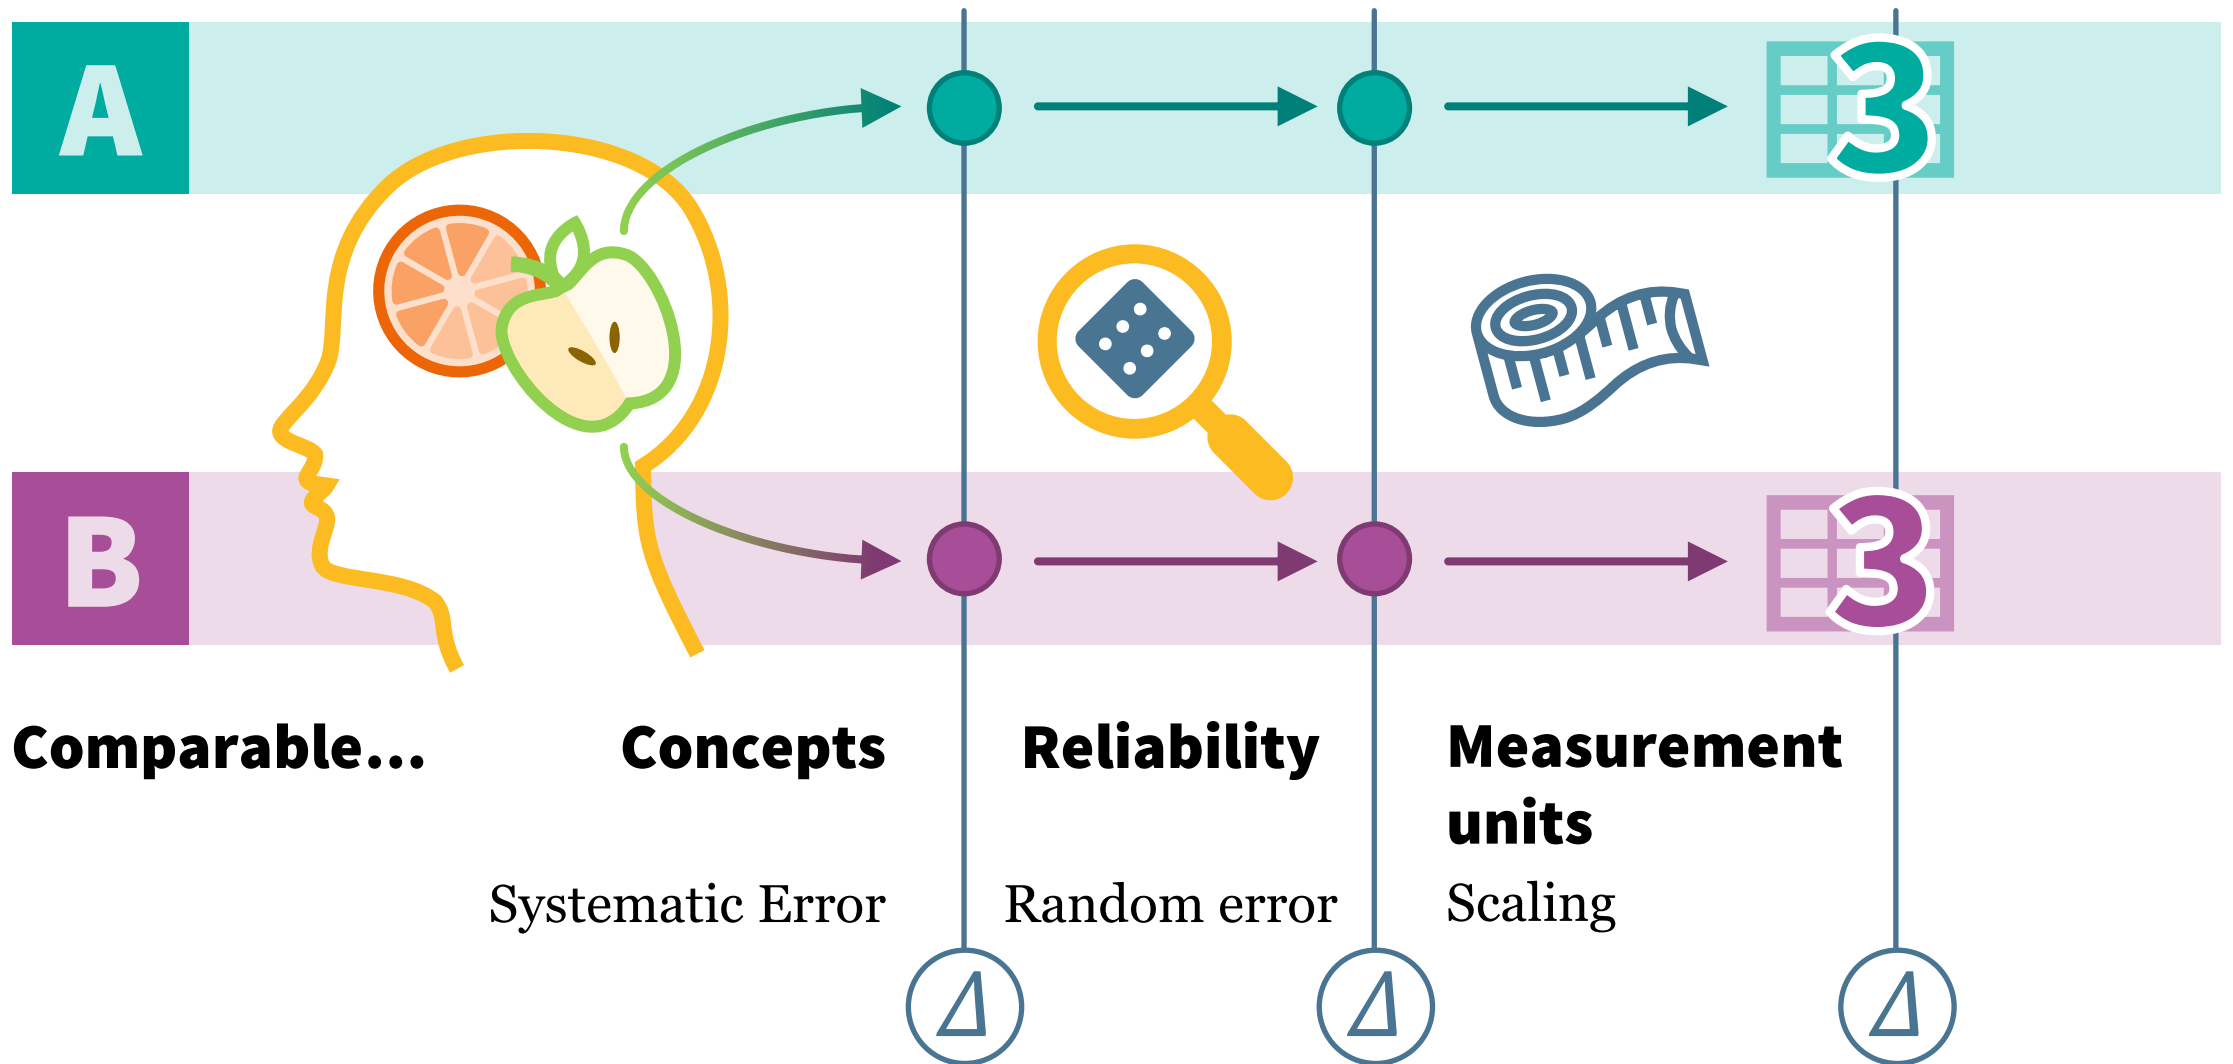 A
3
B
3
Comparable...
Concepts
Reliability
Measurement
units
Systematic Error
Random error
Scaling
Δ
Δ
Δ